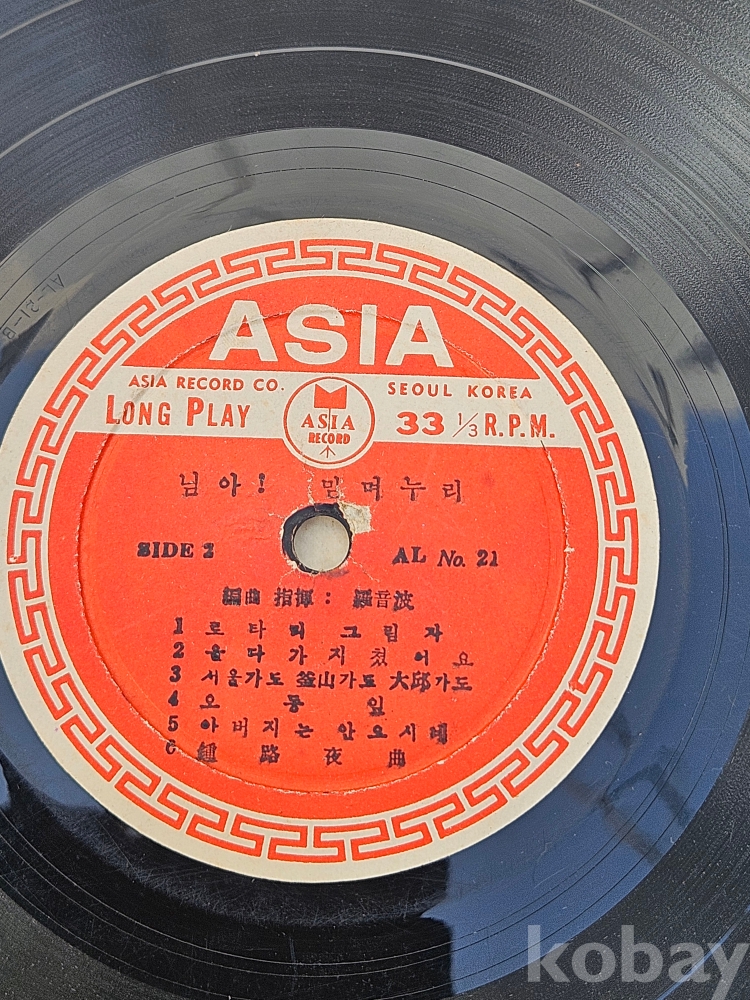 ASIA
ASIA RECORD CO.
SEOUL KOREA
LONG PLAY
ASIA
RECORD
33 1/3 R.P.M.
님아! 믿며누리
SIDE 2
AL No. 21
編曲 指揮: 羅音波
1 로타리 그림자
2 울다가 지쳤어요
3 서울가도 釜山가도 大邱가도
4 오동잎
5 아버지는 안오시네
6 鍾路夜曲
AL-21-B
kobay